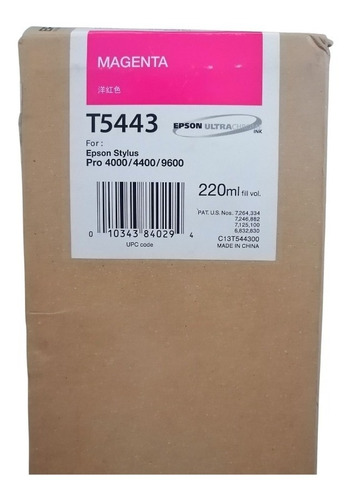 MAGENTA
洋紅色
T5443
EPSON ULTRACHROME
INK
For :
Epson Stylus
Pro 4000/4400/9600
220ml fill vol.
PAT. U.S. Nos. 7,264,334
7,246,882
7,125,100
6,832,830
C13T544300
MADE IN CHINA
0 10343 84029 4
UPC code